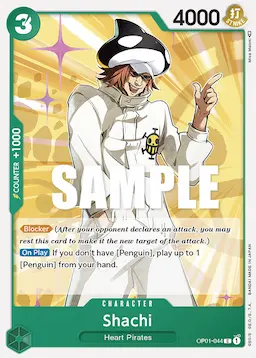 3
4000
打
STRIKE
COUNTER +1000
SAMPLE
Blocker (After your opponent declares an attack, you may
rest this card to make it the new target of the attack.)
On Play If you don't have [Penguin], play up to 1
[Penguin] from your hand.
CHARACTER
Shachi
Heart Pirates
OP01-044
1